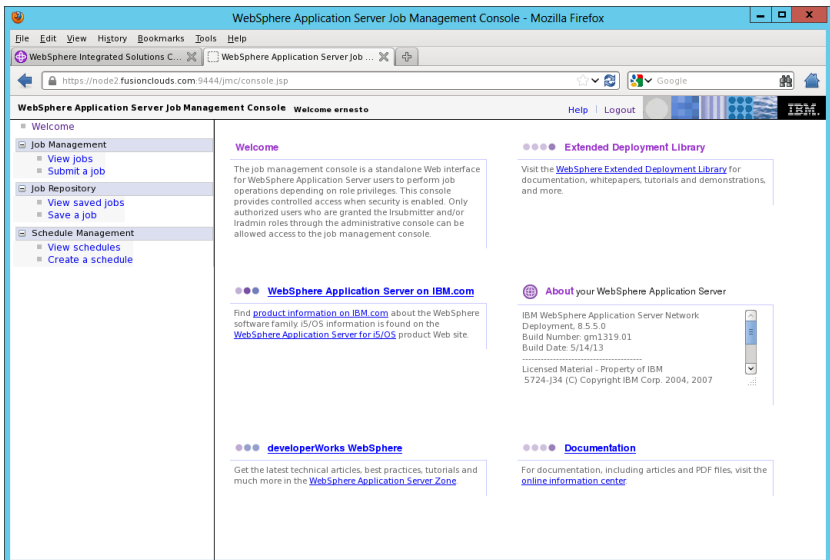 WebSphere Application Server Job Management Console - Mozilla Firefox
File Edit View History Bookmarks Tools Help
WebSphere Integrated Solutions C... WebSphere Application Server Job ...
https://node2.fusionclouds.com:9444/jmc/console.jsp
Google
WebSphere Application Server Job Management Console Welcome ernesto
Help Logout
IBM.
Welcome
Job Management
View jobs
Submit a job
Job Repository
View saved jobs
Save a job
Schedule Management
View schedules
Create a schedule
Welcome
The job management console is a standalone Web interface
for WebSphere Application Server users to perform job
operations depending on role privileges. This console
provides controlled access when security is enabled. Only
authorized users who are granted the lrsubmitter and/or
lradmin roles through the administrative console can be
allowed access to the job management console.
Extended Deployment Library
Visit the WebSphere Extended Deployment Library for
documentation, whitepapers, tutorials and demonstrations,
and more.
WebSphere Application Server on IBM.com
Find product information on IBM.com about the WebSphere
software family. i5/OS information is found on the
WebSphere Application Server for i5/OS product Web site.
About your WebSphere Application Server
IBM WebSphere Application Server Network
Deployment, 8.5.5.0
Build Number: gm1319.01
Build Date: 5/14/13
----------------------------------------
Licensed Material - Property of IBM
5724-J34 (C) Copyright IBM Corp. 2004, 2007
developerWorks WebSphere
Get the latest technical articles, best practices, tutorials and
much more in the WebSphere Application Server Zone.
Documentation
For documentation, including articles and PDF files, visit the
online information center.